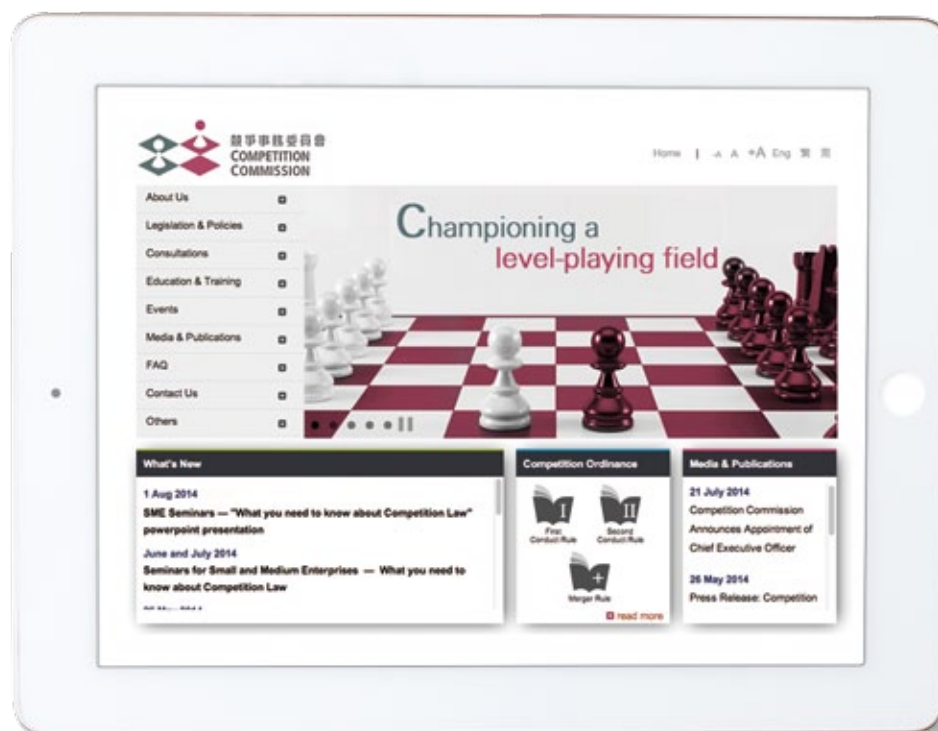 競爭事務委員會
COMPETITION
COMMISSION
Home | -A A +A Eng 繁 简
About Us
Legislation & Policies
Consultations
Education & Training
Events
Media & Publications
FAQ
Contact Us
Others
Championing a
level-playing field
What's New
1 Aug 2014
SME Seminars — "What you need to know about Competition Law"
powerpoint presentation
June and July 2014
Seminars for Small and Medium Enterprises — What you need to
know about Competition Law
Competition Ordinance
I
II
First
Conduct Rule
Second
Conduct Rule
+
Merger Rule
read more
Media & Publications
21 July 2014
Competition Commission
Announces Appointment of
Chief Executive Officer
26 May 2014
Press Release: Competition